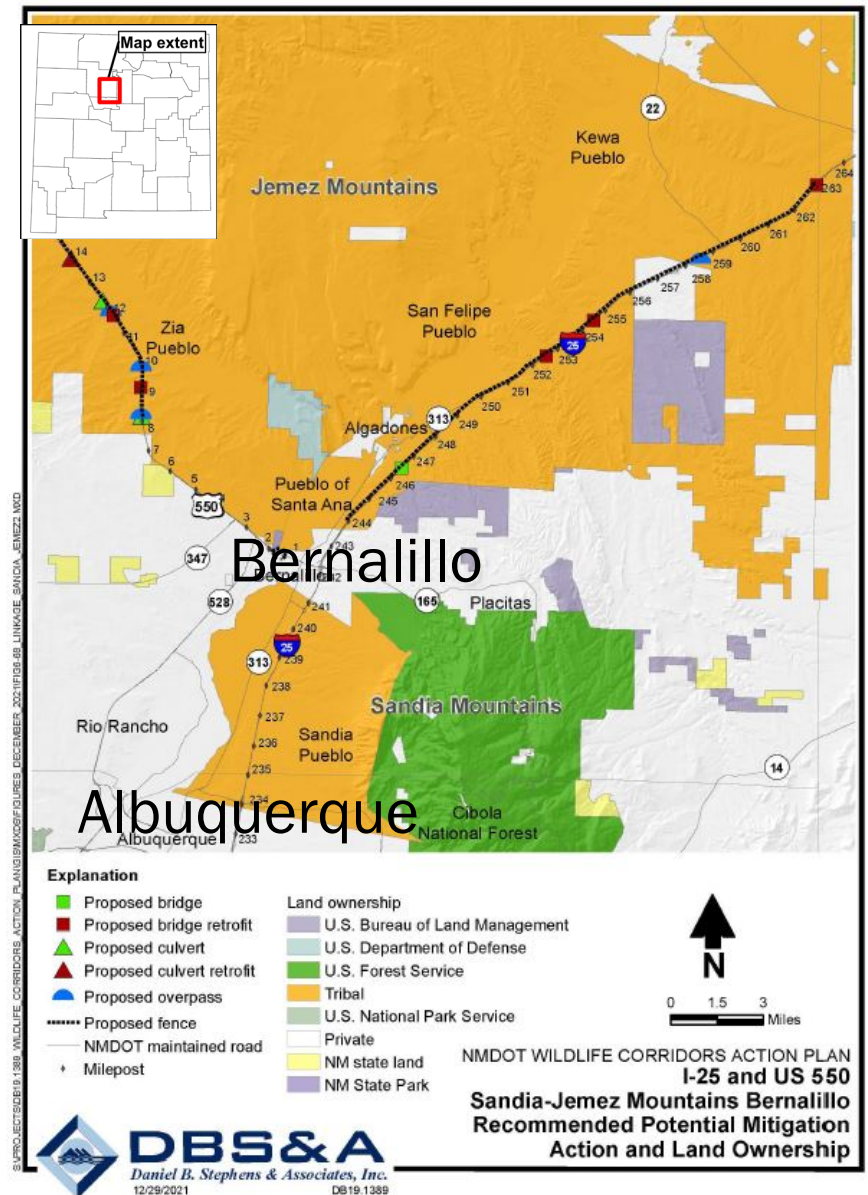 Map extent
22
Kewa
Pueblo
Jemez Mountains
264
263
262
261
260
259
258
257
256
255
254
25
253
252
251
250
249
248
247
246
245
244
243
14
13
12
11
10
9
8
7
6
5
3
2
1
Zia
Pueblo
San Felipe
Pueblo
313
Algadones
Pueblo of
Santa Ana
550
347
Bernalillo
528
165
Placitas
241
240
25
239
313
238
237
236
235
234
233
Sandia Mountains
Rio Rancho
Sandia
Pueblo
14
Albuquerque
Albuquerque
Cibola
National Forest
Explanation
Proposed bridge
Proposed bridge retrofit
Proposed culvert
Proposed culvert retrofit
Proposed overpass
Proposed fence
NMDOT maintained road
Milepost
Land ownership
U.S. Bureau of Land Management
U.S. Department of Defense
U.S. Forest Service
Tribal
U.S. National Park Service
Private
NM state land
NM State Park
N
0 1.5 3
Miles
NMDOT WILDLIFE CORRIDORS ACTION PLAN
I-25 and US 550
Sandia-Jemez Mountains Bernalillo
Recommended Potential Mitigation
Action and Land Ownership
DBS&A
Daniel B. Stephens & Associates, Inc.
12/29/2021 DB19.1389